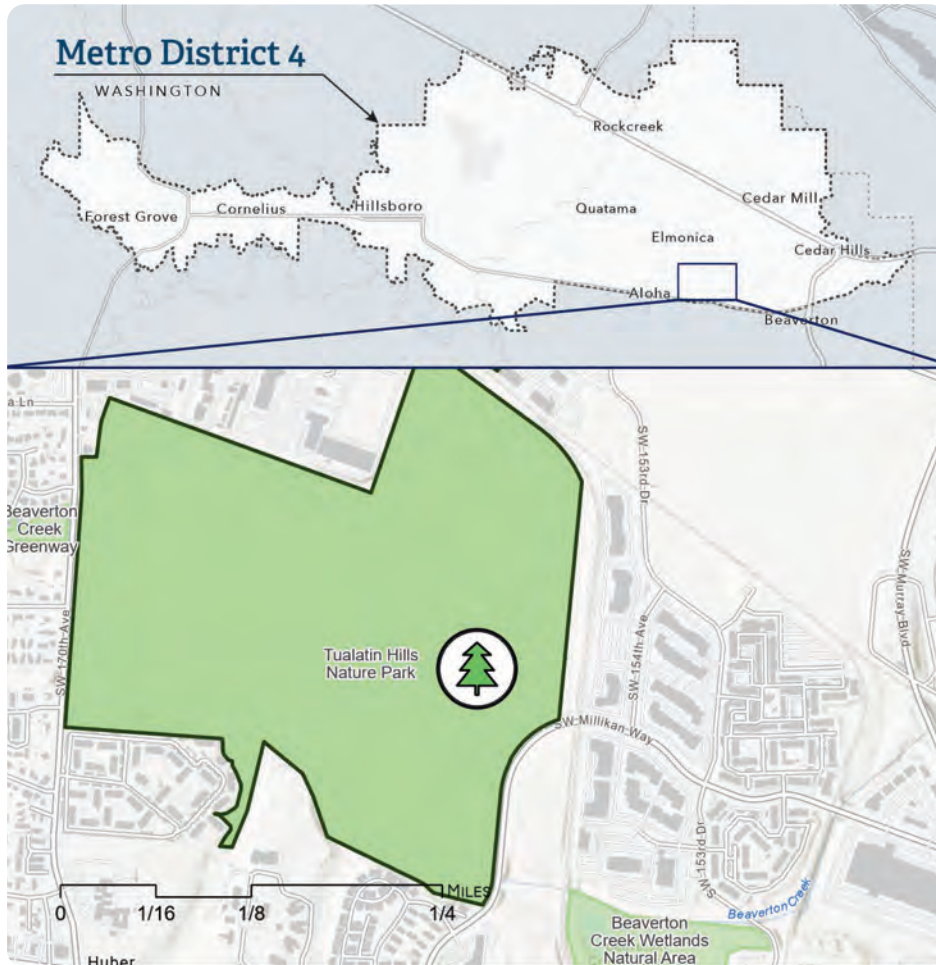 Metro District 4
WASHINGTON
Rockcreek
Cedar Mill
Forest Grove
Cornelius
Hillsboro
Quatama
Elmonica
Cedar Hills
Aloha
Beaverton
a Ln
SW 153rd Dr
Beaverton
Creek
Greenway
SW 170th Ave
SW Murray Blvd
SW 154th Ave
Tualatin Hills
Nature Park
SW Millikan Way
SW 153rd Dr
MILES
0
1/16
1/8
1/4
Beaverton Creek
Beaverton
Creek Wetlands
Natural Area
Huber